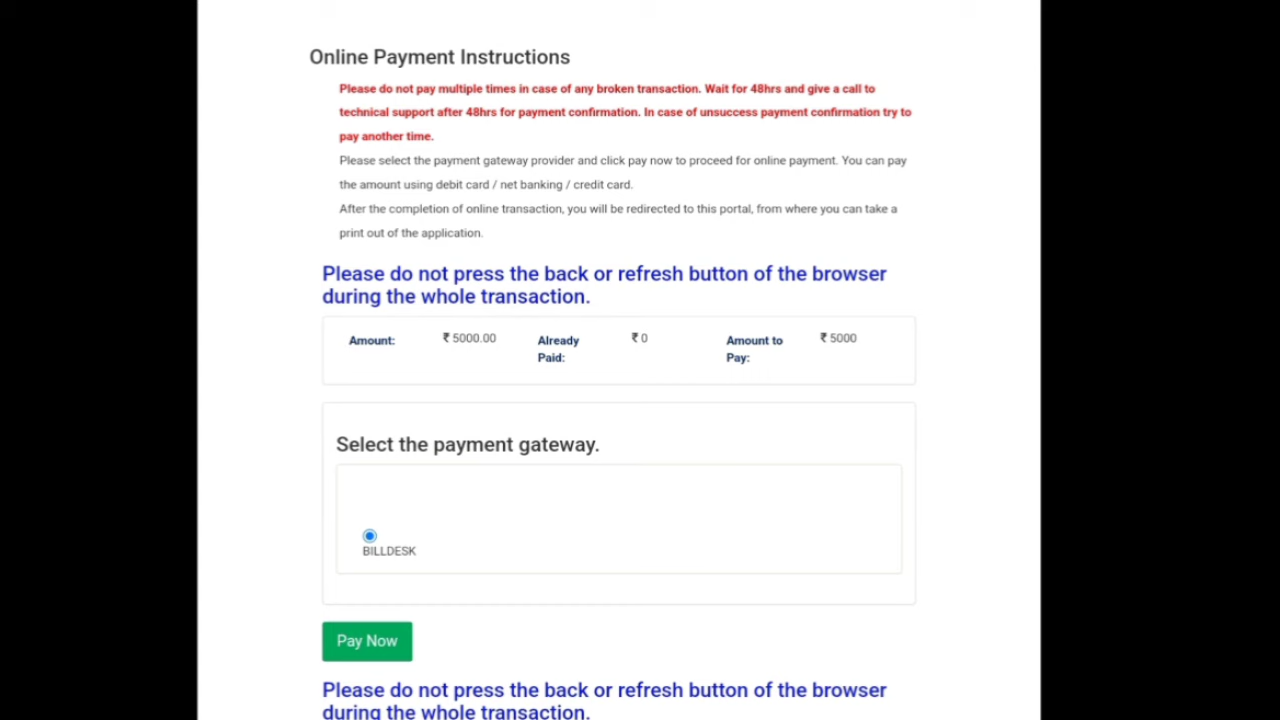 Online Payment Instructions
Please do not pay multiple times in case of any broken transaction. Wait for 48hrs and give a call to
technical support after 48hrs for payment confirmation. In case of unsuccess payment confirmation try to
pay another time.
Please select the payment gateway provider and click pay now to proceed for online payment. You can pay
the amount using debit card / net banking / credit card.
After the completion of online transaction, you will be redirected to this portal, from where you can take a
print out of the application.
Please do not press the back or refresh button of the browser
during the whole transaction.
Amount: ₹ 5000.00 Already Paid: ₹ 0 Amount to Pay: ₹ 5000
Select the payment gateway.
BILLDESK
Pay Now
Please do not press the back or refresh button of the browser
during the whole transaction.